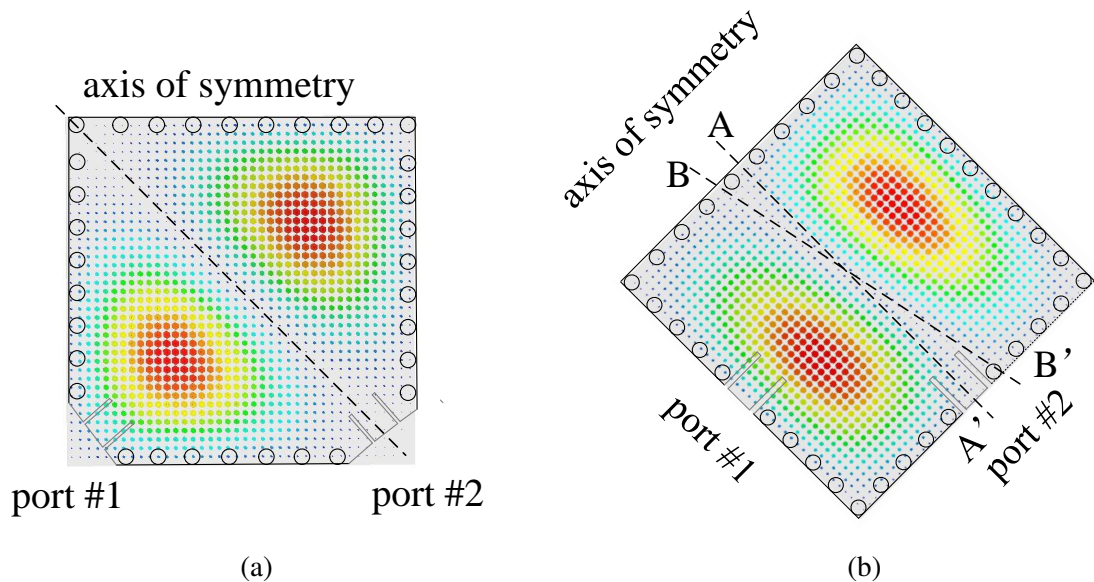 axis of symmetry
port #1
port #2
(a)
axis of symmetry
A
B
B’
A’
port #1
port #2
(b)